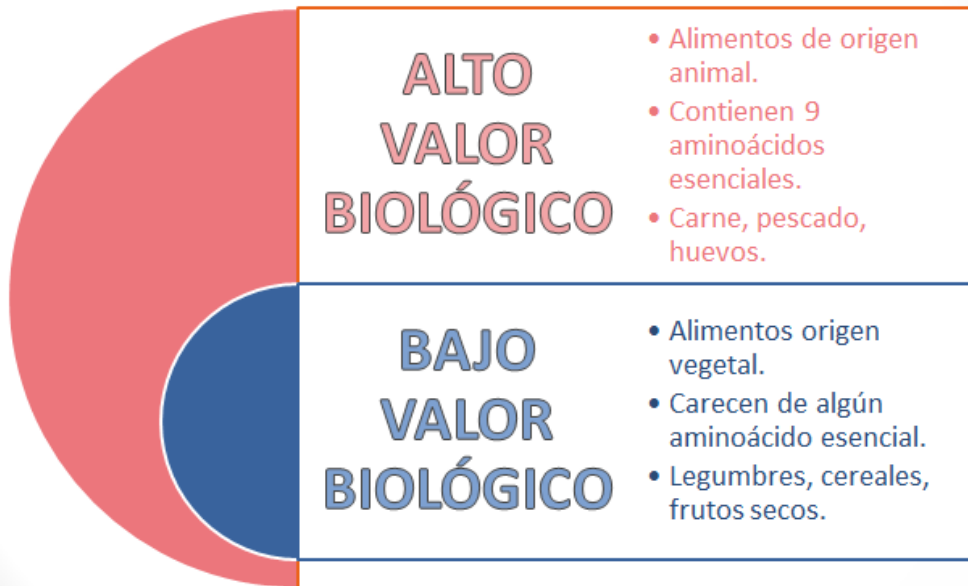 ALTO
VALOR
BIOLÓGICO
• Alimentos de origen
animal.
• Contienen 9
aminoácidos
esenciales.
• Carne, pescado,
huevos.
BAJO
VALOR
BIOLÓGICO
• Alimentos origen
vegetal.
• Carecen de algún
aminoácido esencial.
• Legumbres, cereales,
frutos secos.